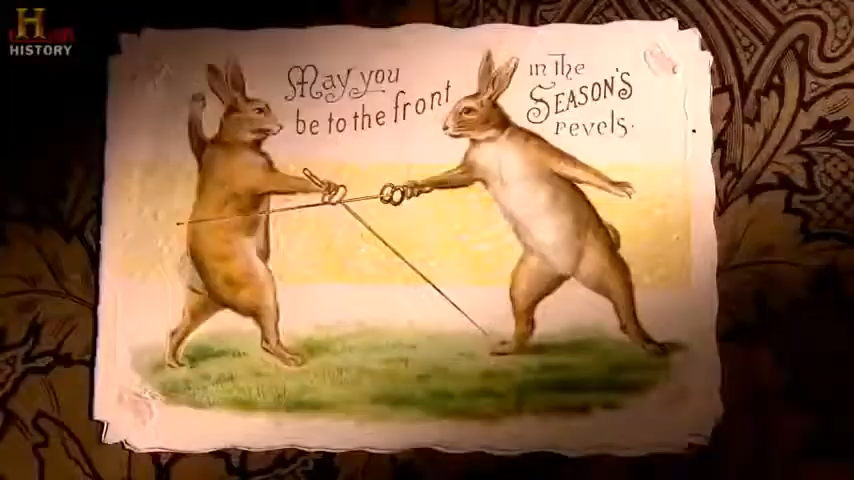 H
HISTORY
May you
be to the front
in the
SEASON'S
revels.